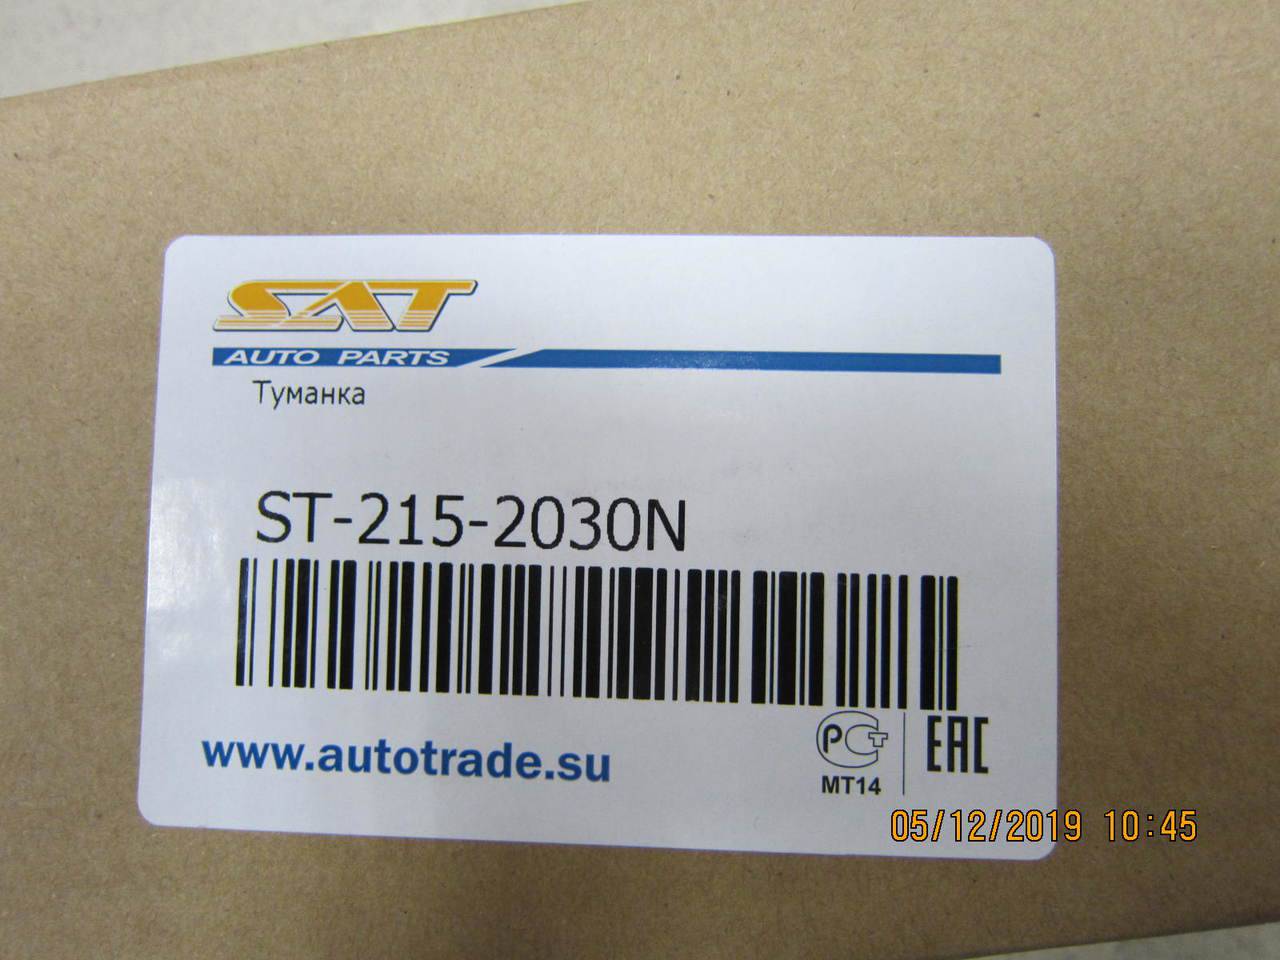 SAT
AUTO PARTS
Туманка
ST-215-2030N
www.autotrade.su
РСТ
МТ14
EAC
05/12/2019 10:45